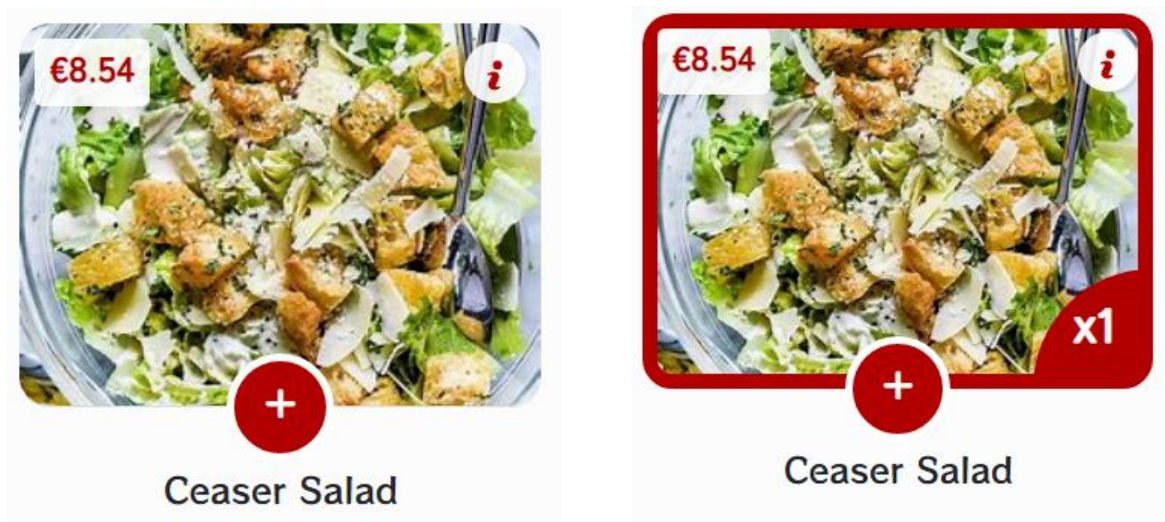 €8.54
i
+
Ceaser Salad
€8.54
i
x1
+
Ceaser Salad